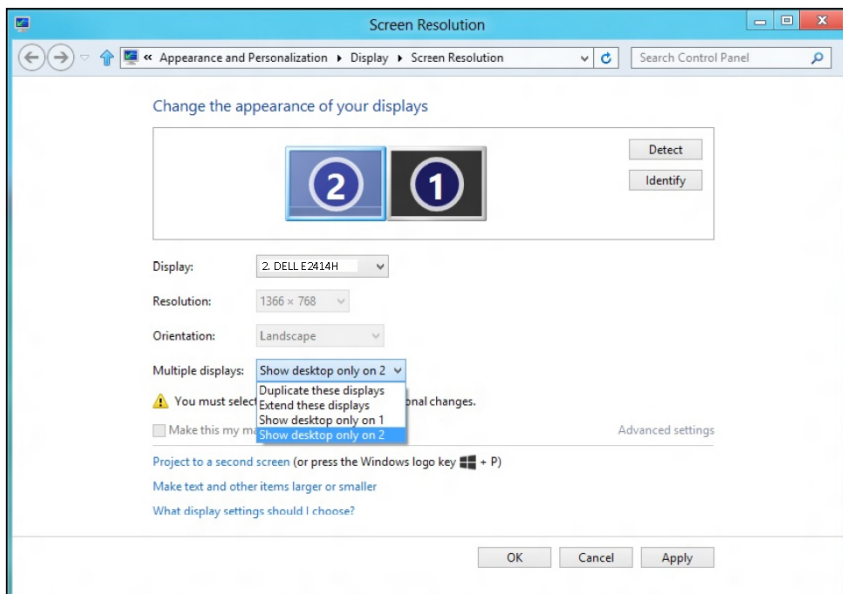 Screen Resolution
« Appearance and Personalization Display Screen Resolution Search Control Panel
Change the appearance of your displays
2 1
Detect
Identify
Display: 2. DELL E2414H
Resolution: 1366 × 768
Orientation: Landscape
Multiple displays: Show desktop only on 2
Duplicate these displays
You must select onal changes.
Extend these displays
Show desktop only on 1
Make this my Show desktop only on 2 Advanced settings
Project to a second screen (or press the Windows logo key + P)
Make text and other items larger or smaller
What display settings should I choose?
OK Cancel Apply